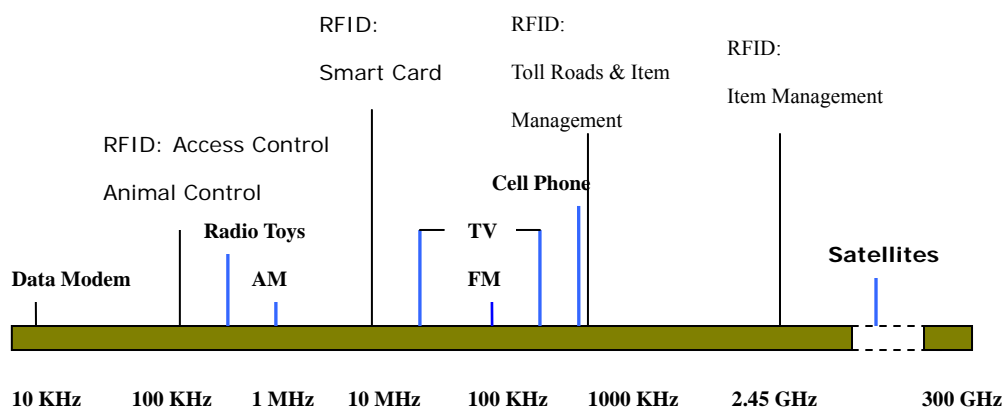 RFID:
Smart Card
RFID:
Toll Roads & Item
Management
RFID:
Item Management
RFID: Access Control
Animal Control
Cell Phone
Radio Toys
TV
Satellites
Data Modem
AM
FM
10 KHz 100 KHz 1 MHz 10 MHz 100 KHz 1000 KHz 2.45 GHz 300 GHz